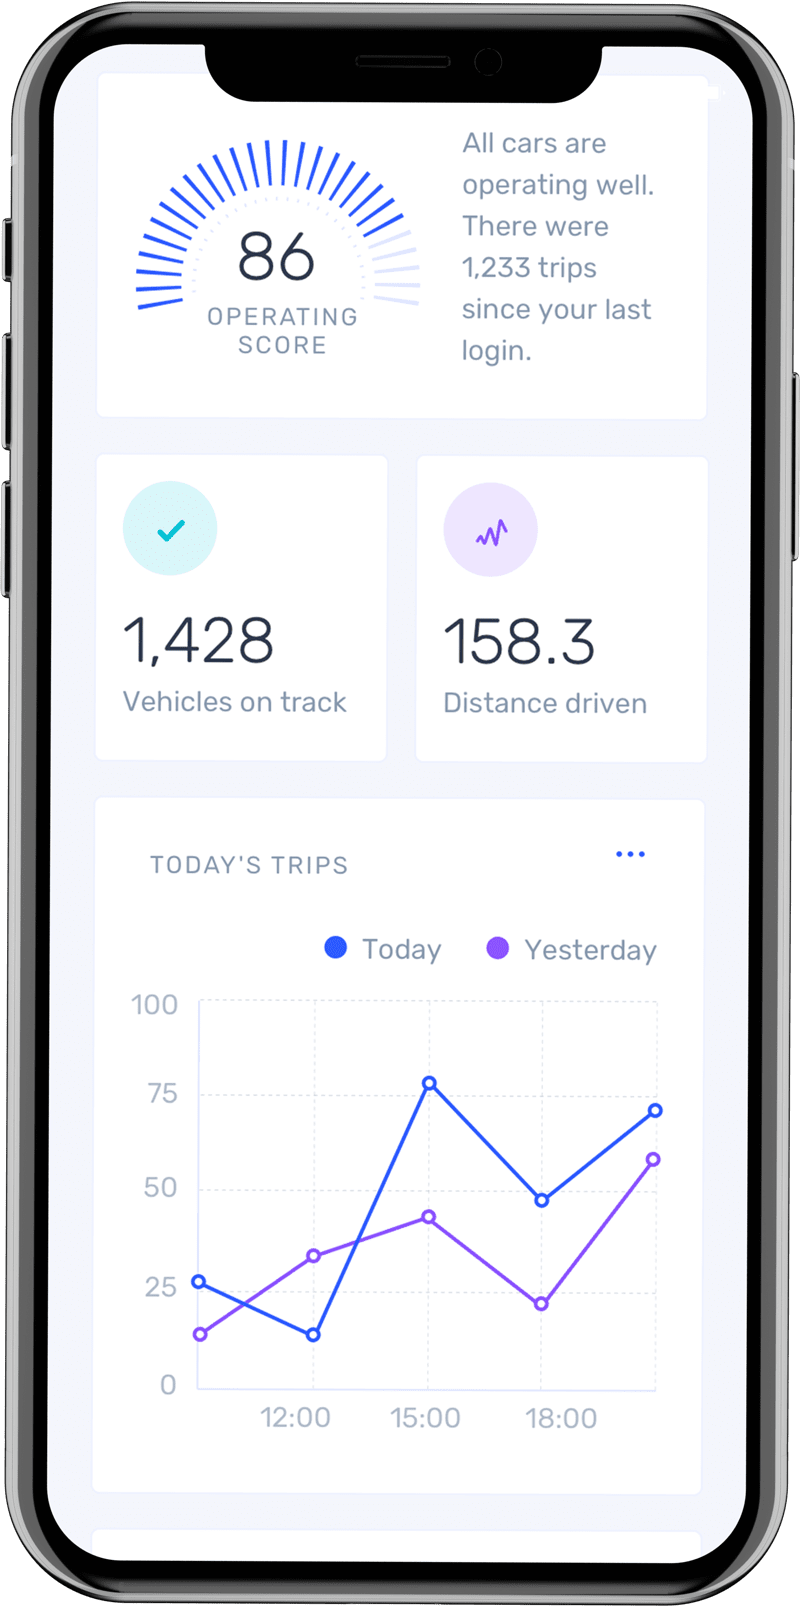 86
OPERATING
SCORE
All cars are
operating well.
There were
1,233 trips
since your last
login.
1,428
Vehicles on track
158.3
Distance driven
TODAY'S TRIPS
Today
Yesterday
100
75
50
25
0
12:00
15:00
18:00